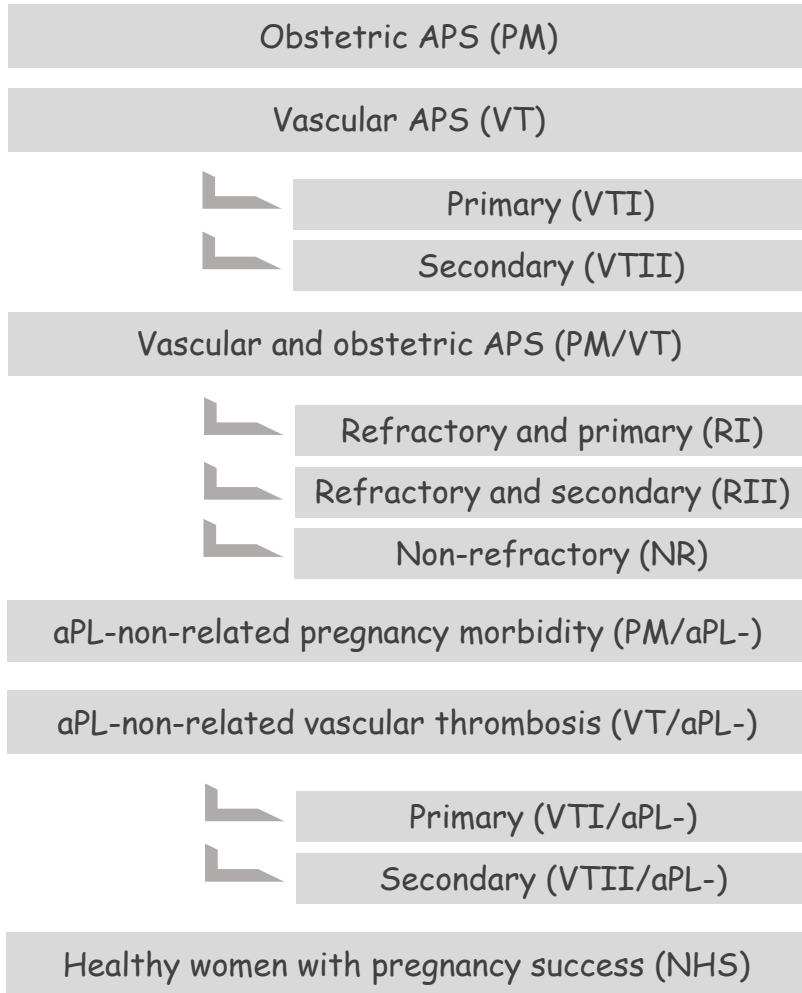 Obstetric APS (PM)
Vascular APS (VT)
Primary (VTI)
Secondary (VTII)
Vascular and obstetric APS (PM/VT)
Refractory and primary (RI)
Refractory and secondary (RII)
Non-refractory (NR)
aPL-non-related pregnancy morbidity (PM/aPL-)
aPL-non-related vascular thrombosis (VT/aPL-)
Primary (VTI/aPL-)
Secondary (VTII/aPL-)
Healthy women with pregnancy success (NHS)